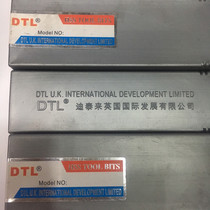 DTL®
Model NO:
DTL U.K. INTERNATIONAL DEVELOPMENT LIMITED
DTL U.K. INTERNATIONAL DEVELOPMENT LIMITED
DTL® 迪泰来英国国际发展有限公司
DTL®
TOOL BITS
Model NO:
DTL U.K. INTERNATIONAL DEVELOPMENT LIMITED